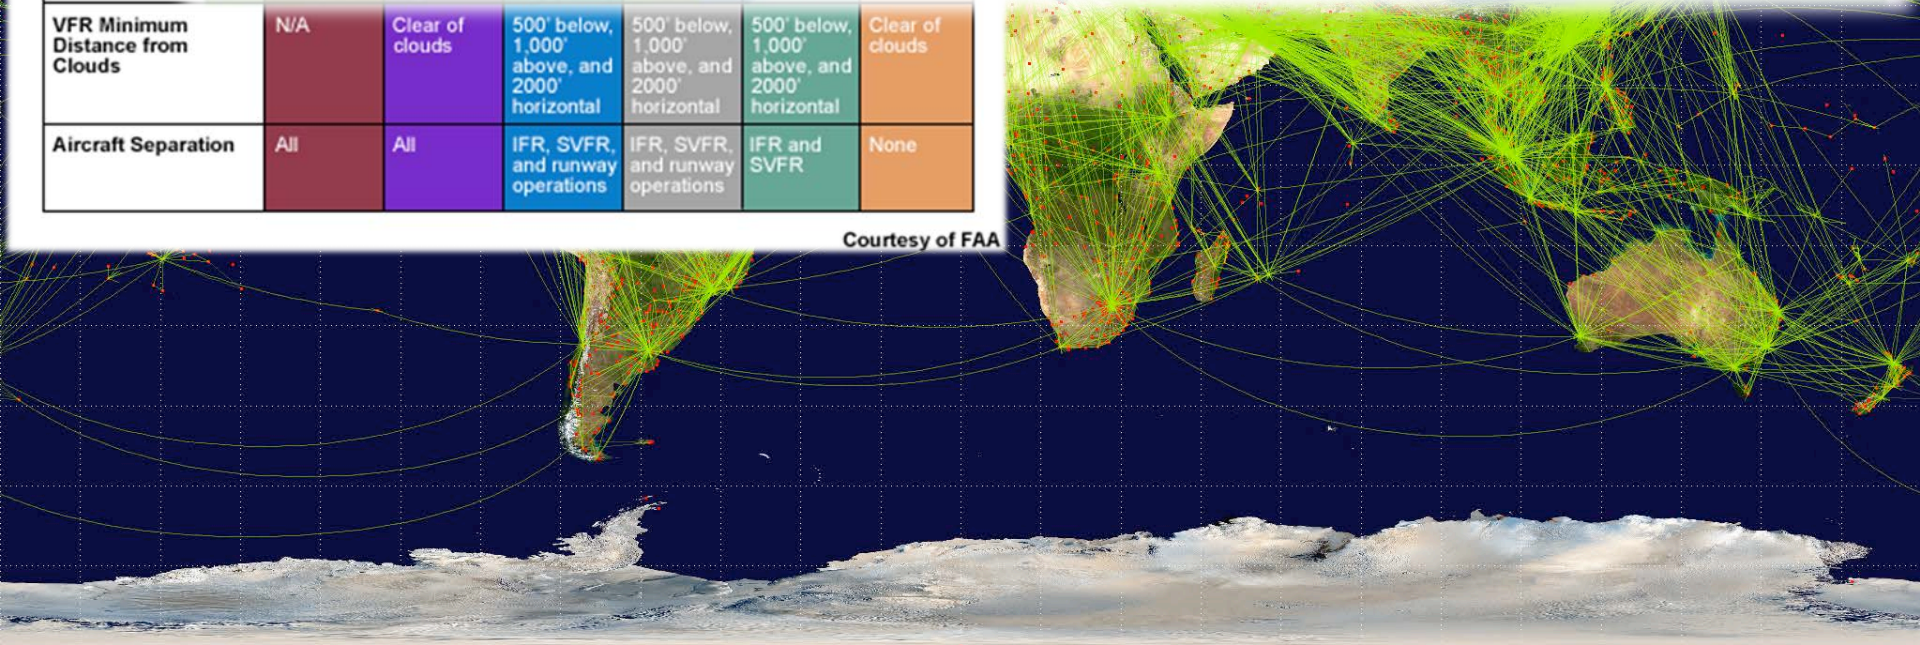 VFR Minimum
Distance from
Clouds
N/A
Clear of
clouds
500' below,
1,000'
above, and
2000'
horizontal
500' below,
1,000'
above, and
2000'
horizontal
500' below,
1,000'
above, and
2000'
horizontal
Clear of
clouds
Aircraft Separation
All
All
IFR, SVFR,
and runway
operations
IFR, SVFR,
and runway
operations
IFR and
SVFR
None
Courtesy of FAA